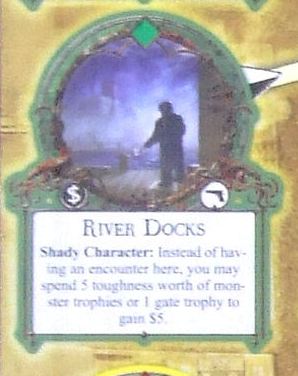 $
RIVER DOCKS
Shady Character: Instead of hav-
ing an encounter here, you may
spend 5 toughness worth of mon-
ster trophies or 1 gate trophy to
gain $5.